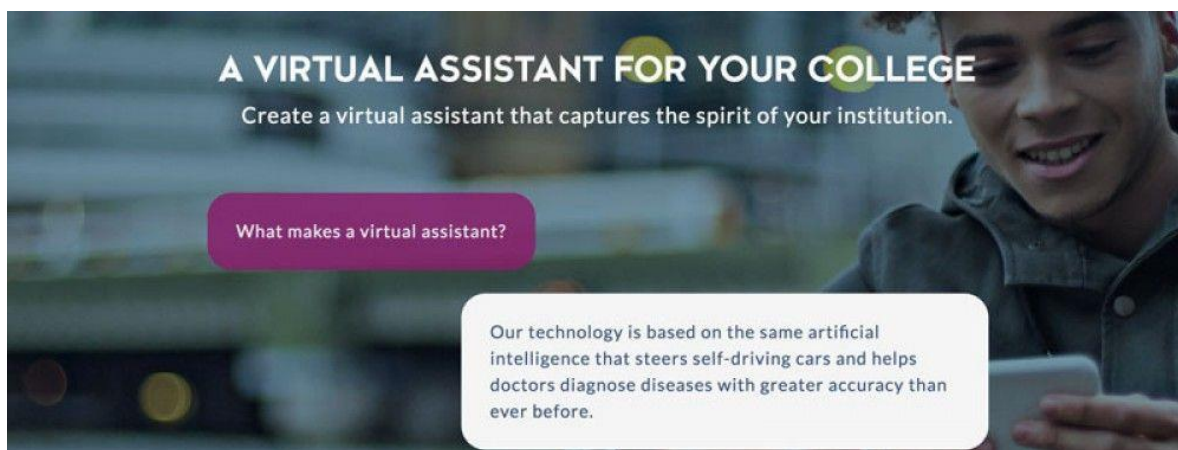 A VIRTUAL ASSISTANT FOR YOUR COLLEGE
Create a virtual assistant that captures the spirit of your institution.
What makes a virtual assistant?
Our technology is based on the same artificial
intelligence that steers self-driving cars and helps
doctors diagnose diseases with greater accuracy than
ever before.